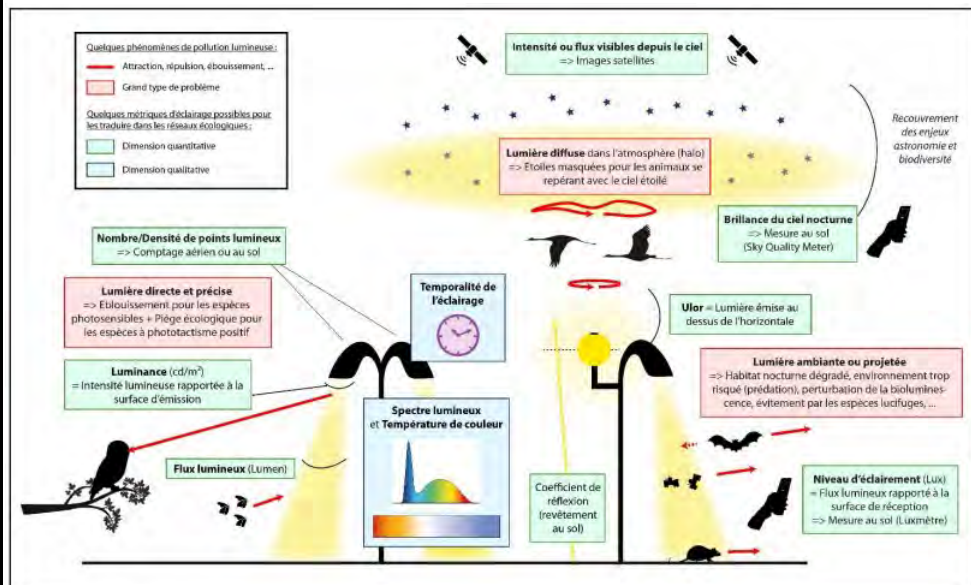 Quelques phénomènes de pollution lumineuse :
Attraction, répulsion, ébouissement, ...
Grand type de problème
Quelques métriques d'éclairage possibles pour
les traduire dans les réseaux écologiques :
Dimension quantitative
Dimension qualitative
Intensité ou flux visibles depuis le ciel
=> Images satellites
Recouvrement
des enjeux
astronomie et
biodiversité
Lumière diffuse dans l'atmosphère (halo)
=> Etoiles masquées pour les animaux se
repérant avec le ciel étoilé
Brillance du ciel nocturne
=> Mesure au sol
(Sky Quality Meter)
Nombre/Densité de points lumineux
=> Comptage aérien ou au sol
Lumière directe et précise
=> Eblouissement pour les espèces
photosensibles + Piège écologique pour
les espèces à phototactisme positif
Temporalité de
l'éclairage
Ulor = Lumière émise au
dessus de l'horizontale
Luminance (cd/m²)
= Intensité lumineuse rapportée à la
surface d'émission
Lumière ambiante ou projetée
=> Habitat nocturne dégradé, environnement trop
risqué (prédation), perturbation de la biolumines-
cence, évitement par les espèces lucifuges, ...
Spectre lumineux
et Température de couleur
Flux lumineux (Lumen)
Coefficient de
réflexion
(revêtement
au sol)
Niveau d'éclairement (Lux)
= Flux lumineux rapporté à la
surface de réception
=> Mesure au sol (Luxmètre)